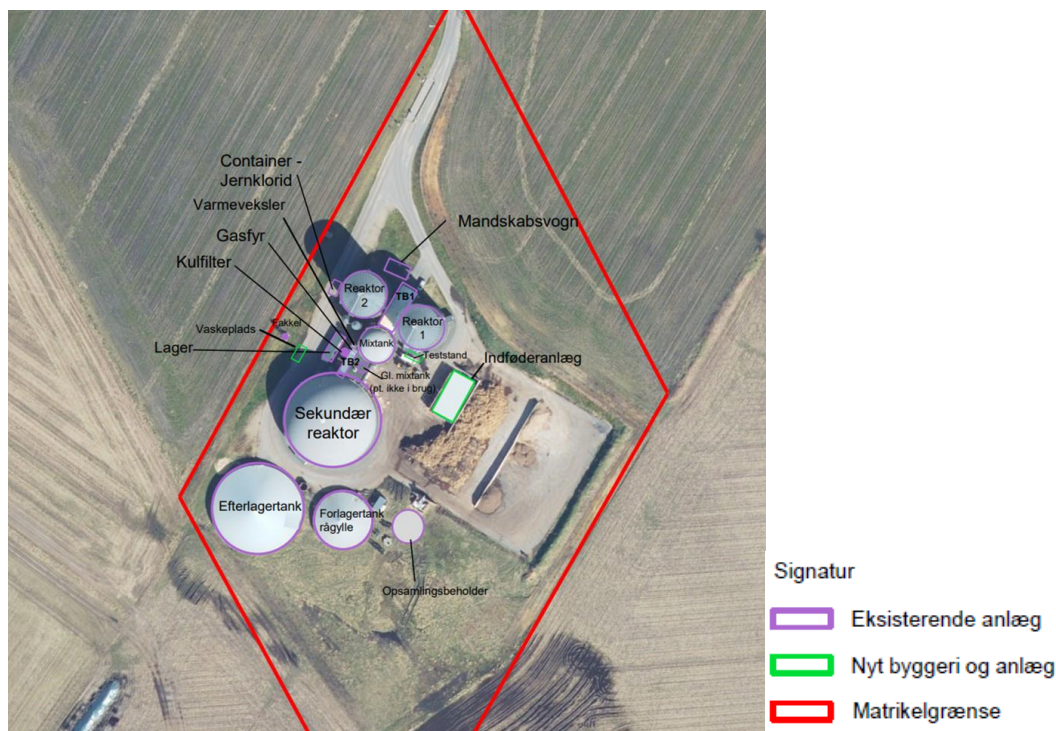 Container -
Jernklorid
Varmeveksler
Gasfyr
Kulfilter
Mandskabsvogn
Reaktor
2
TB1
Reaktor
1
Fakkel
Vaskeplads
Lager
Mixtank
TB2
Teststand
Indføderanlæg
Gl. mixtank
(pt. ikke i brug)
Sekundær
reaktor
Efterlagertank
Forlagertank
rågylle
Opsamlingsbeholder
Signatur
Eksisterende anlæg
Nyt byggeri og anlæg
Matrikelgrænse